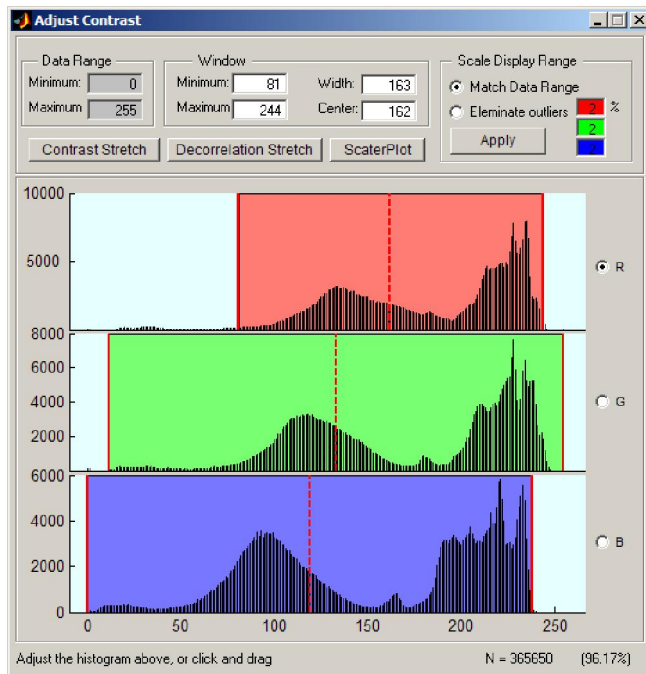 Adjust Contrast
Data Range
Minimum: 0
Maximum 255
Window
Minimum: 81
Maximum 244
Width: 163
Center: 162
Scale Display Range
Match Data Range
Eleminate outliers
2 %
2
2
Apply
Contrast Stretch
Decorrelation Stretch
ScaterPlot
10000
5000
R
8000
6000
4000
2000
G
6000
4000
2000
0
B
0 50 100 150 200 250
Adjust the histogram above, or click and drag
N = 365650 (96.17%)